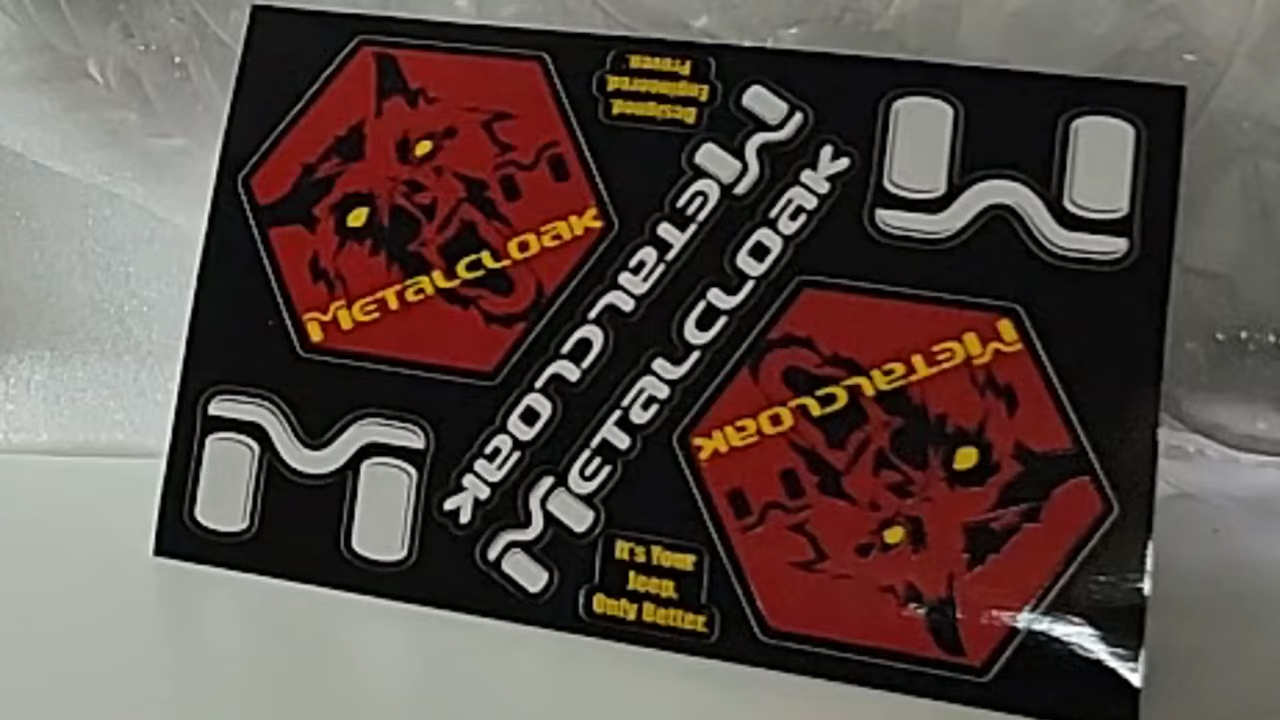 Designed.
Engineered.
Proven.
METALCLOAK
METALCLOAK
METALCLOAK
METALCLOAK
It's Your
Jeep,
Only Better.